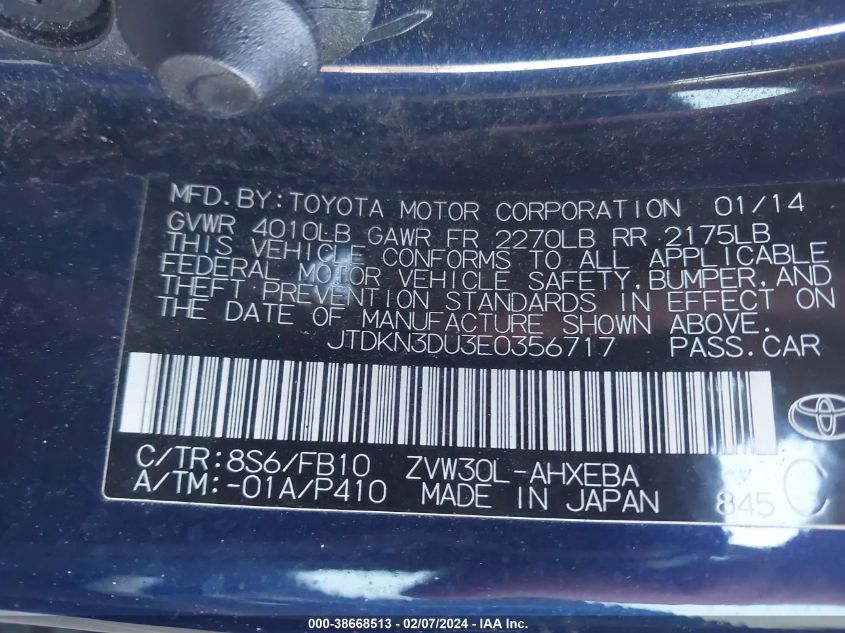 MFD.BY:TOYOTA MOTOR CORPORATION 01/14
GVWR 4010LB GAWR FR 2270LB RR 2175LB
THIS VEHICLE CONFORMS TO ALL APPLICABLE
FEDERAL MOTOR VEHICLE SAFETY,BUMPER,AND
THEFT PREVENTION STANDARDS IN EFFECT ON
THE DATE OF MANUFACTURE SHOWN ABOVE.
JTDKN3DU3E0356717 PASS.CAR
C/TR:8S6/FB10 ZVW30L-AHXEBA
A/TM:-01A/P410 MADE IN JAPAN 845 C
000-38668513 - 02/07/2024 - IAA Inc.